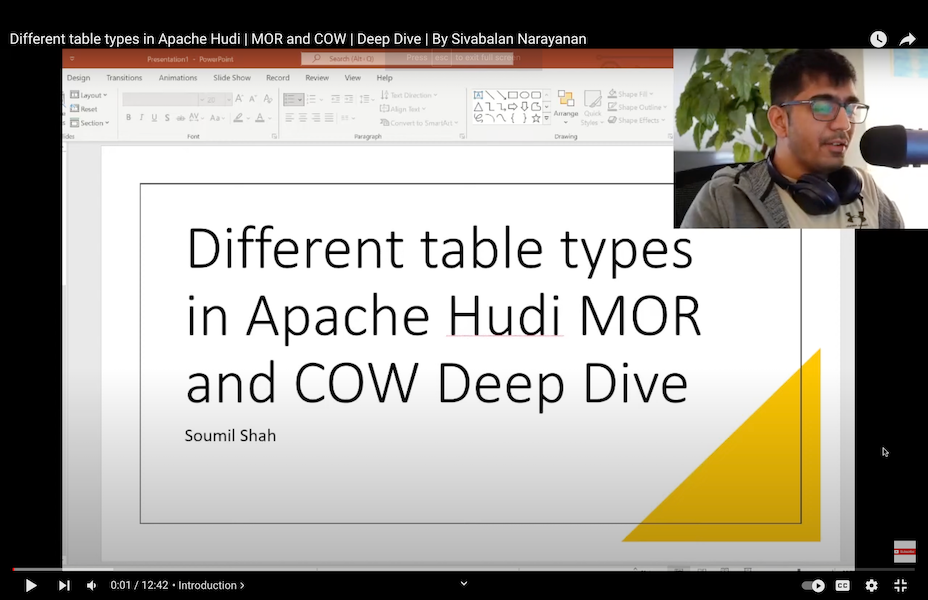 Different table types in Apache Hudi | MOR and COW | Deep Dive | By Sivabalan Narayanan
Presentation1 - PowerPoint
Search (Alt+Q)
Press esc to exit full screen
Design Transitions Animations Slide Show Record Review View Help
Layout
Reset
Section
Text Direction
Align Text
Convert to SmartArt
Arrange
Quick
Styles
Shape Fill
Shape Outline
Shape Effects
Font
Paragraph
Drawing
Different table types
in Apache Hudi MOR
and COW Deep Dive
Soumil Shah
0:01 / 12:42 • Introduction
CC